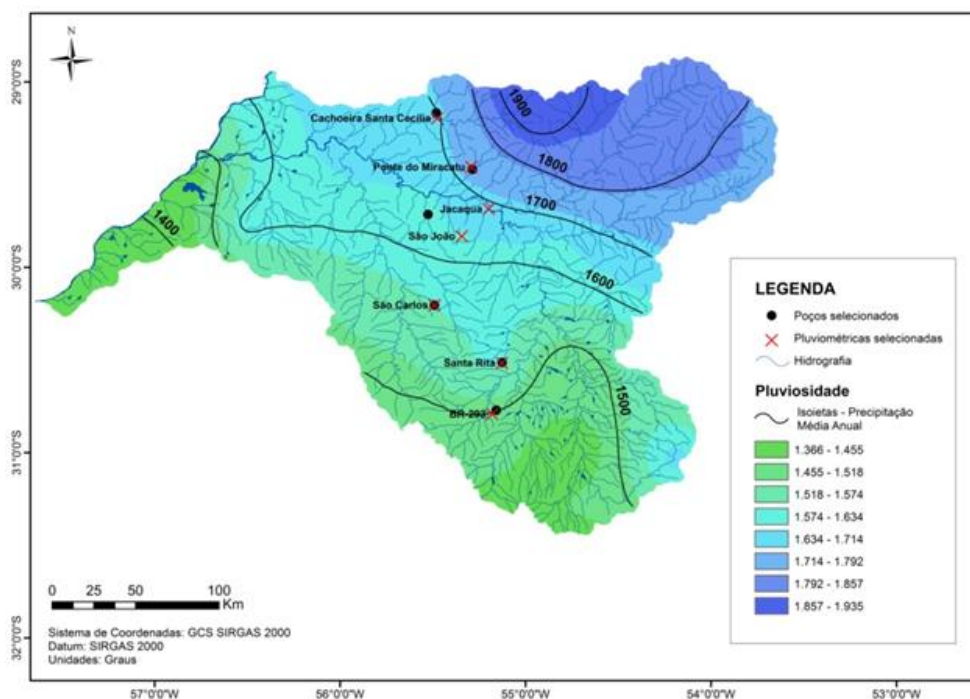 N
29°0'0"S
30°0'0"S
31°0'0"S
32°0'0"S
1900
Cachoeira Santa Cecília
1800
Ponte do Miracatu
1700
Jacaqua
1400
São João
1600
São Carlos
Santa Rita
1500
BR-293
LEGENDA
Poços selecionados
Pluviométricas selecionadas
Hidrografia
Pluviosidade
Isoietas - Precipitação
Média Anual
1.366 - 1.455
1.455 - 1.518
1.518 - 1.574
1.574 - 1.634
1.634 - 1.714
1.714 - 1.792
1.792 - 1.857
1.857 - 1.935
0 25 50 100
Km
Sistema de Coordenadas: GCS SIRGAS 2000
Datum: SIRGAS 2000
Unidades: Graus
57°0'0"W 56°0'0"W 55°0'0"W 54°0'0"W 53°0'0"W